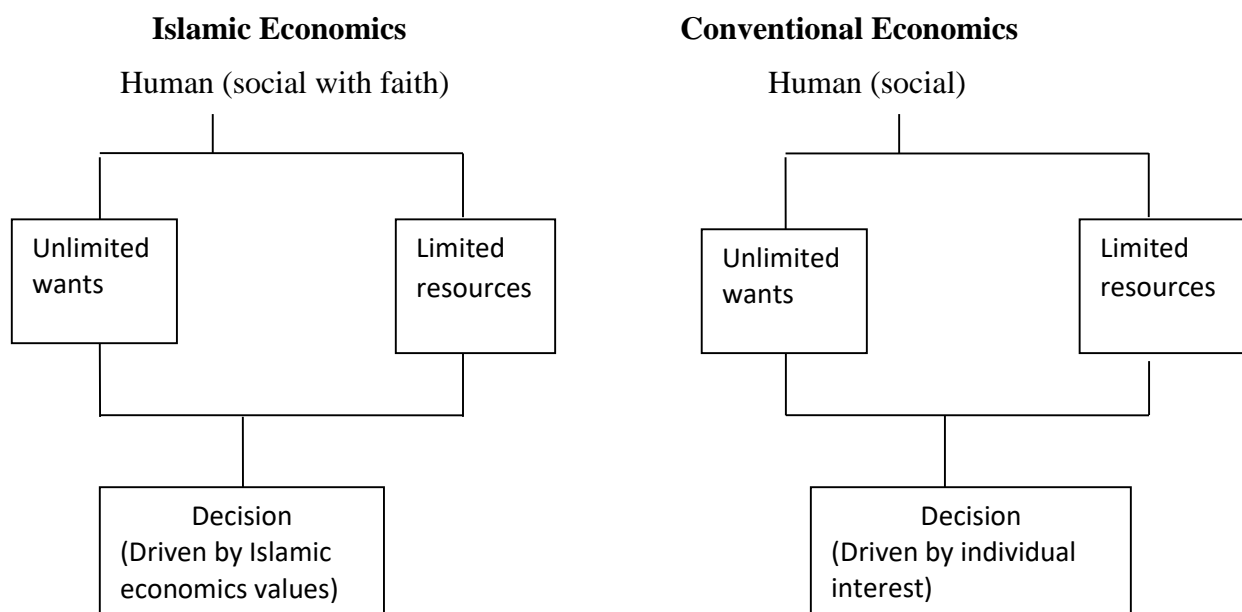 Islamic Economics
Human (social with faith)
Unlimited
wants
Limited
resources
Decision
(Driven by Islamic
economics values)
Conventional Economics
Human (social)
Unlimited
wants
Limited
resources
Decision
(Driven by individual
interest)